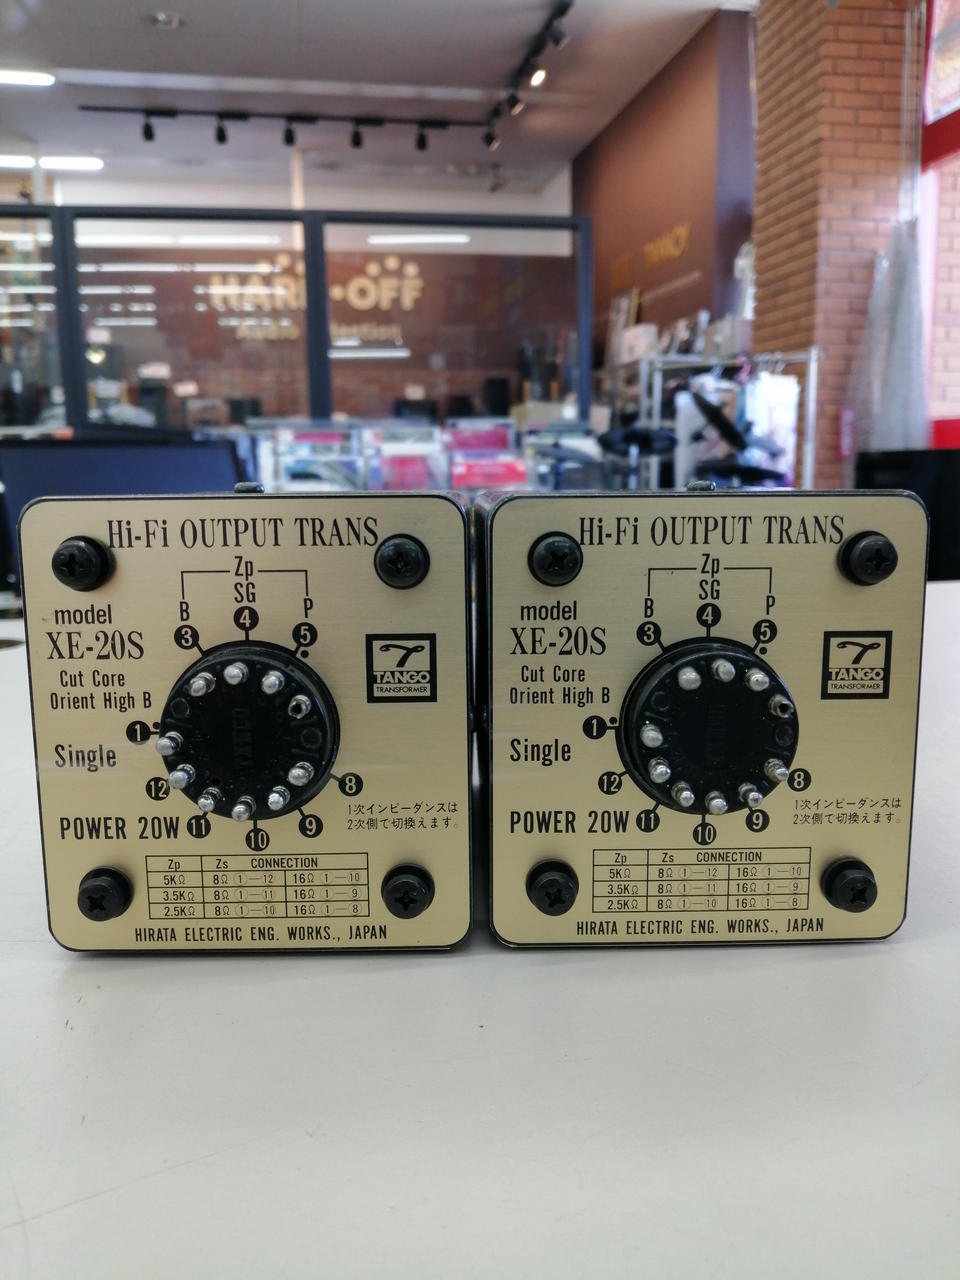 HARD-OFF
Audio
TANNOY
Hi-Fi OUTPUT TRANS
Zp
SG
B
P
3
4
5
model
XE-20S
Cut Core
Orient High B
TANGO
TRANSFORMER
1
Single
12
8
POWER 20W
11
10
9
1次インピーダンスは
2次側で切換えます。
Zp Zs CONNECTION
5KΩ 8Ω ①—12 16Ω ①—10
3.5KΩ 8Ω ①—11 16Ω ①—9
2.5KΩ 8Ω ①—10 16Ω ①—8
HIRATA ELECTRIC ENG. WORKS., JAPAN
Hi-Fi OUTPUT TRANS
Zp
SG
B
P
3
4
5
model
XE-20S
Cut Core
Orient High B
TANGO
TRANSFORMER
1
Single
12
8
POWER 20W
11
10
9
1次インピーダンスは
2次側で切換えます。
Zp Zs CONNECTION
5KΩ 8Ω ①—12 16Ω ①—10
3.5KΩ 8Ω ①—11 16Ω ①—9
2.5KΩ 8Ω ①—10 16Ω ①—8
HIRATA ELECTRIC ENG. WORKS., JAPAN